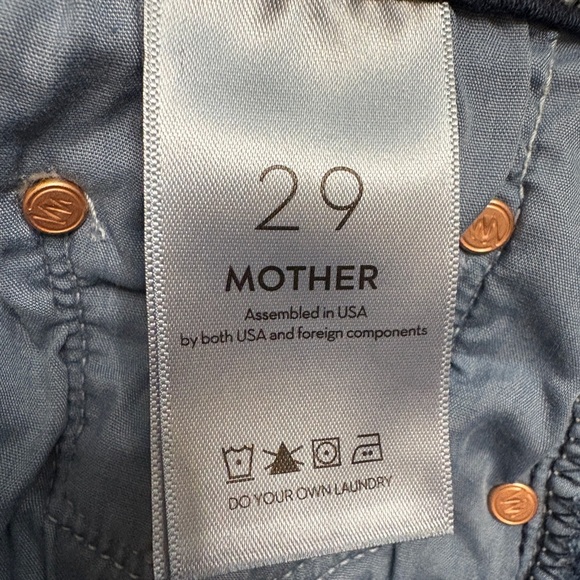 29
MOTHER
Assembled in USA
by both USA and foreign components
DO YOUR OWN LAUNDRY